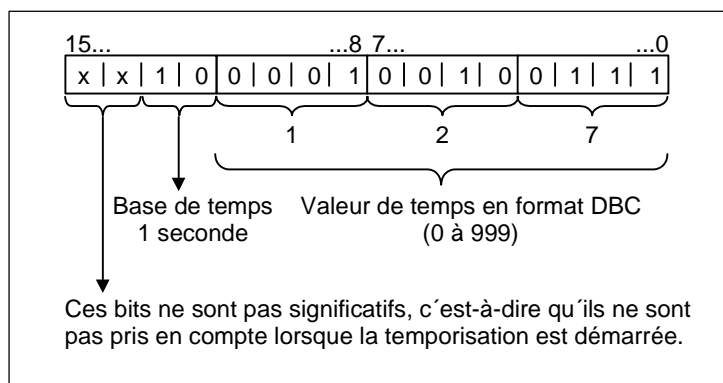 15... ...8 7... ...0
x | x | 1 | 0 | 0 | 0 | 0 | 1 | 0 | 0 | 1 | 0 | 0 | 1 | 1 | 1
1 2 7
Base de temps Valeur de temps en format DBC
1 seconde (0 à 999)
Ces bits ne sont pas significatifs, c´est-à-dire qu´ils ne sont
pas pris en compte lorsque la temporisation est démarrée.